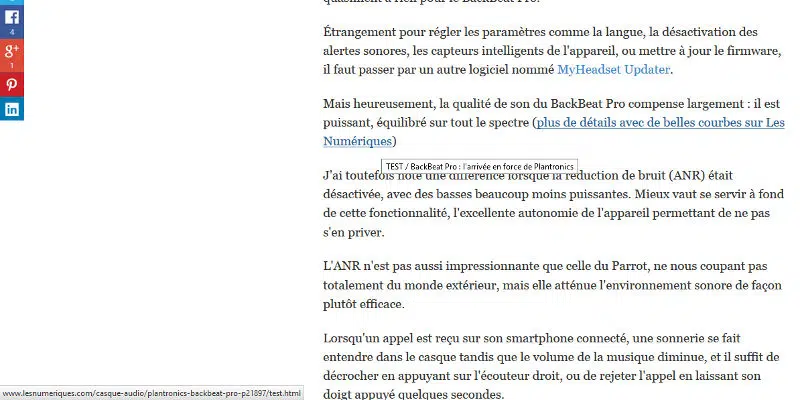 quasiment à rien pour le BackBeat Pro.
Étrangement pour régler les paramètres comme la langue, la désactivation des
alertes sonores, les capteurs intelligents de l'appareil, ou mettre à jour le firmware,
il faut passer par un autre logiciel nommé MyHeadset Updater.
Mais heureusement, la qualité de son du BackBeat Pro compense largement : il est
puissant, équilibré sur tout le spectre (plus de détails avec de belles courbes sur Les
Numériques)
TEST / BackBeat Pro : l'arrivée en force de Plantronics
J'ai toutefois noté une différence lorsque la réduction de bruit (ANR) était
désactivée, avec des basses beaucoup moins puissantes. Mieux vaut se servir à fond
de cette fonctionnalité, l'excellente autonomie de l'appareil permettant de ne pas
s'en priver.
L'ANR n'est pas aussi impressionnante que celle du Parrot, ne nous coupant pas
totalement du monde extérieur, mais elle atténue l'environnement sonore de façon
plutôt efficace.
Lorsqu'un appel est reçu sur son smartphone connecté, une sonnerie se fait
entendre dans le casque tandis que le volume de la musique diminue, et il suffit de
décrocher en appuyant sur l'écouteur droit, ou de rejeter l'appel en laissant son
doigt appuyé quelques secondes.
4
g+
1
in
www.lesnumeriques.com/casque-audio/plantronics-backbeat-pro-p21897/test.html